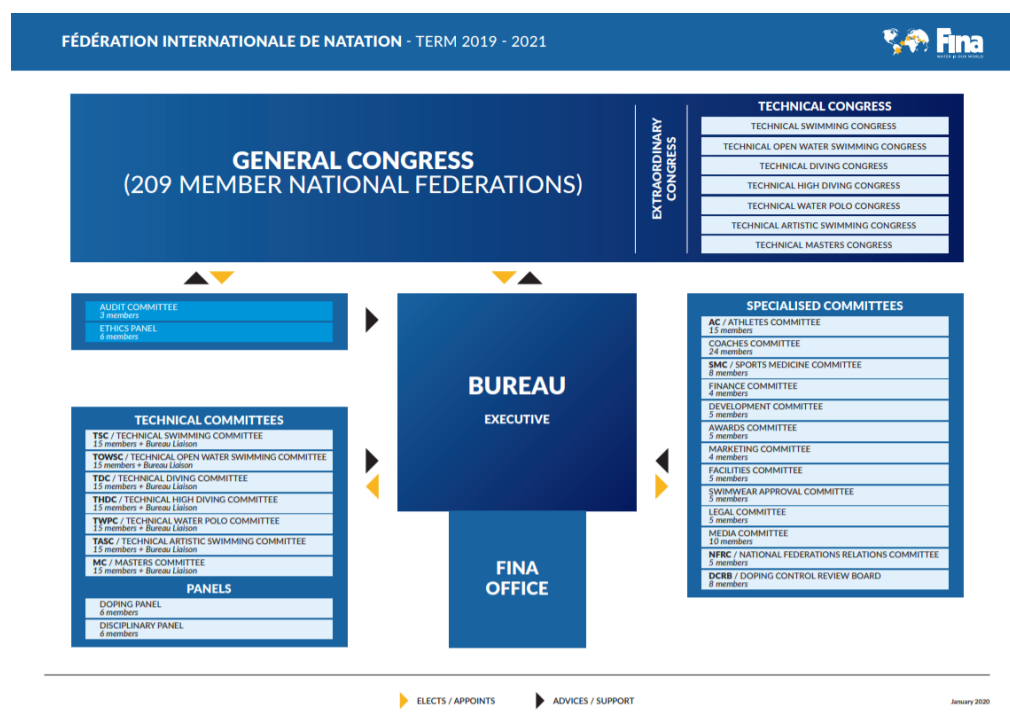 FÉDÉRATION INTERNATIONALE DE NATATION - TERM 2019 - 2021
Fina
WATER IS OUR WORLD
GENERAL CONGRESS
(209 MEMBER NATIONAL FEDERATIONS)
EXTRAORDINARY
CONGRESS
TECHNICAL CONGRESS
TECHNICAL SWIMMING CONGRESS
TECHNICAL OPEN WATER SWIMMING CONGRESS
TECHNICAL DIVING CONGRESS
TECHNICAL HIGH DIVING CONGRESS
TECHNICAL WATER POLO CONGRESS
TECHNICAL ARTISTIC SWIMMING CONGRESS
TECHNICAL MASTERS CONGRESS
AUDIT COMMITTEE
3 members
ETHICS PANEL
6 members
TECHNICAL COMMITTEES
TSC / TECHNICAL SWIMMING COMMITTEE
15 members + Bureau Liaison
TOWSC / TECHNICAL OPEN WATER SWIMMING COMMITTEE
15 members + Bureau Liaison
TDC / TECHNICAL DIVING COMMITTEE
15 members + Bureau Liaison
THDC / TECHNICAL HIGH DIVING COMMITTEE
15 members + Bureau Liaison
TWPC / TECHNICAL WATER POLO COMMITTEE
15 members + Bureau Liaison
TASC / TECHNICAL ARTISTIC SWIMMING COMMITTEE
15 members + Bureau Liaison
MC / MASTERS COMMITTEE
15 members + Bureau Liaison
PANELS
DOPING PANEL
6 members
DISCIPLINARY PANEL
6 members
BUREAU
EXECUTIVE
FINA
OFFICE
SPECIALISED COMMITTEES
AC / ATHLETES COMMITTEE
15 members
COACHES COMMITTEE
24 members
SMC / SPORTS MEDICINE COMMITTEE
8 members
FINANCE COMMITTEE
4 members
DEVELOPMENT COMMITTEE
5 members
AWARDS COMMITTEE
5 members
MARKETING COMMITTEE
4 members
FACILITIES COMMITTEE
5 members
SWIMWEAR APPROVAL COMMITTEE
5 members
LEGAL COMMITTEE
5 members
MEDIA COMMITTEE
10 members
NFRC / NATIONAL FEDERATIONS RELATIONS COMMITTEE
5 members
DCRB / DOPING CONTROL REVIEW BOARD
8 members
ELECTS / APPOINTS
ADVICES / SUPPORT
January 2020